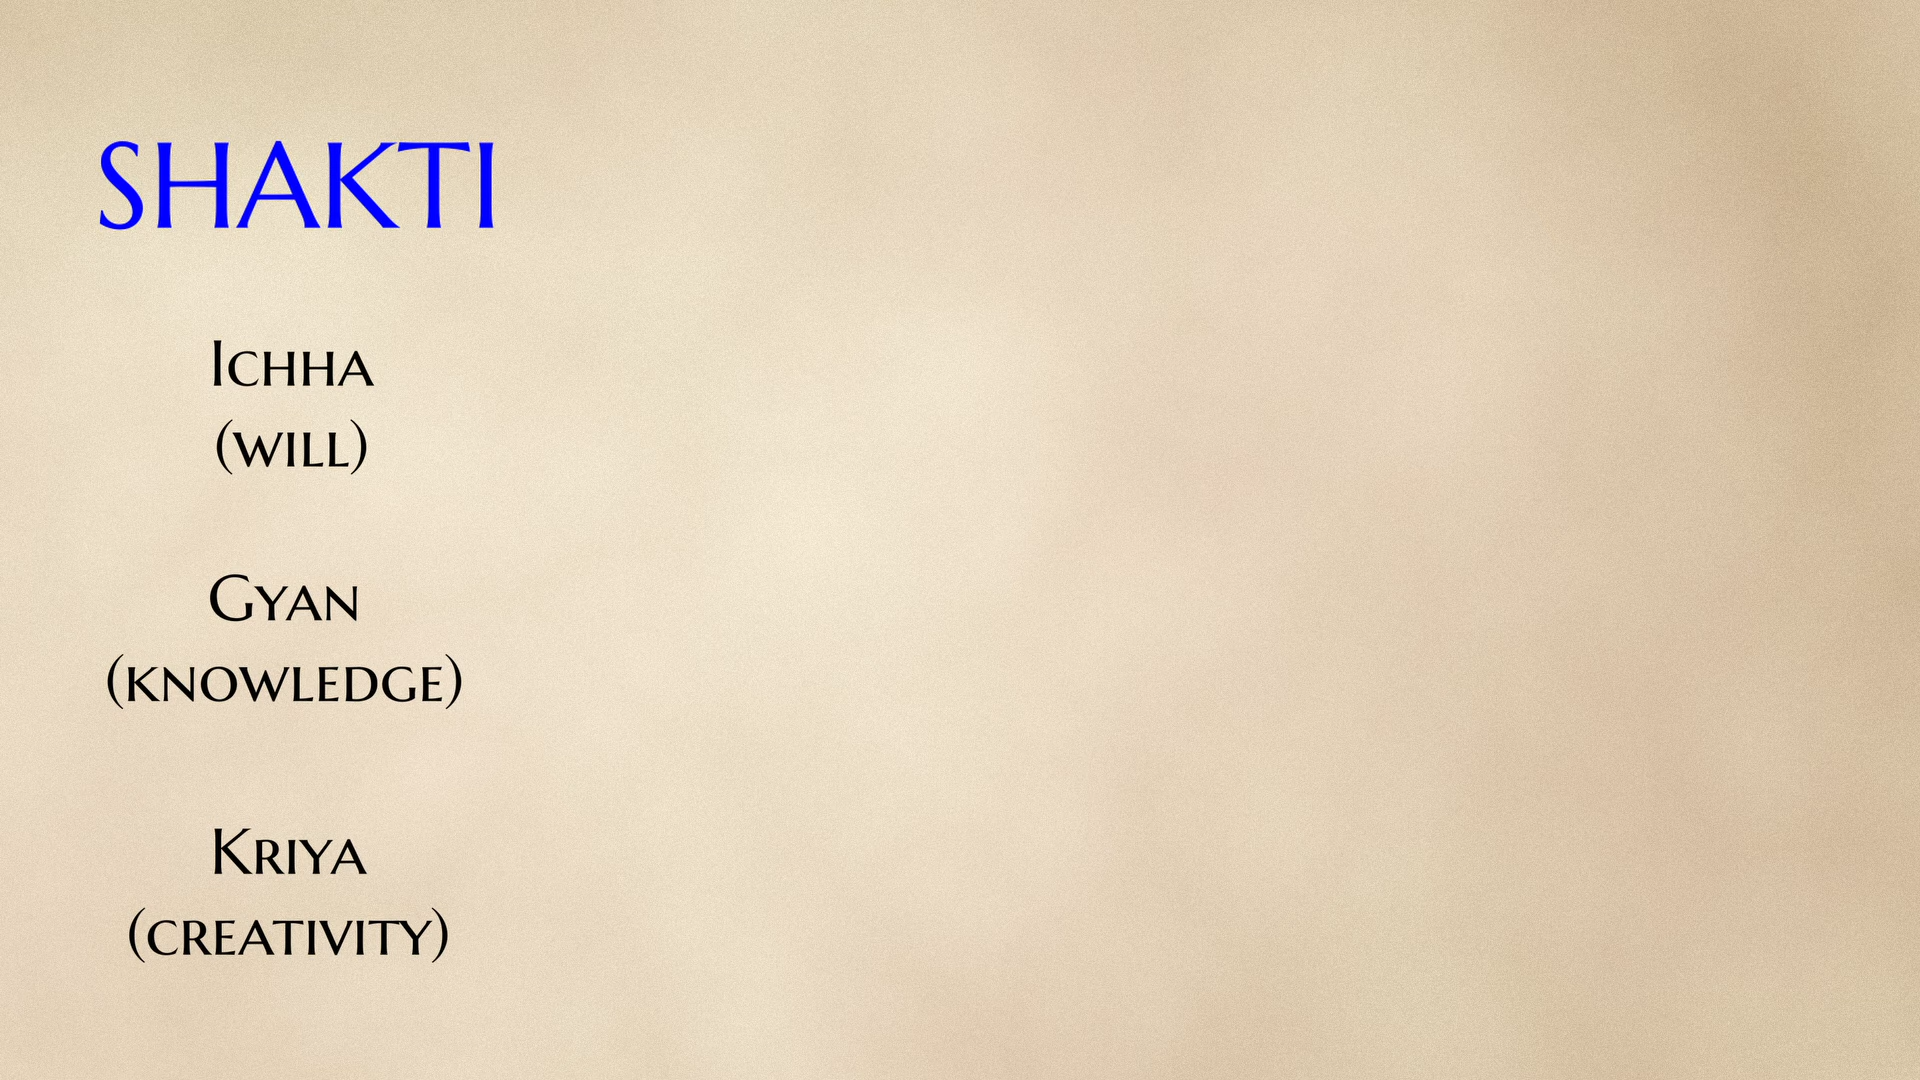 SHAKTI
Ichha
(will)
Gyan
(knowledge)
Kriya
(creativity)